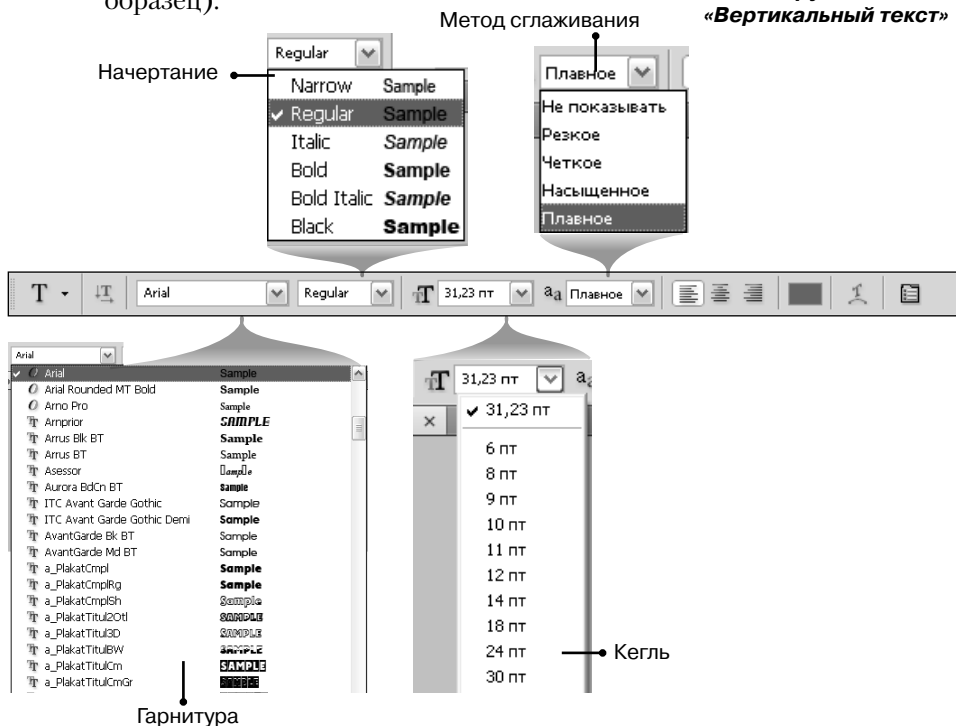 образец).
«Вертикальный текст»
Метод сглаживания
Начертание
Regular
Narrow Sample
Regular Sample
Italic Sample
Bold Sample
Bold Italic Sample
Black Sample
Плавное
Не показывать
Резкое
Четкое
Насыщенное
Плавное
T T Arial Regular T 31,23 пт aа Плавное
Arial
Arial Sample
Arial Rounded MT Bold Sample
Arno Pro Sample
Arnprior SAMPLE
Arrus Blk BT Sample
Arrus BT Sample
Asessor
Aurora BdCn BT Sample
ITC Avant Garde Gothic Sample
ITC Avant Garde Gothic Demi Sample
AvantGarde Bk BT Sample
AvantGarde Md BT Sample
a_PlakatCmpl Sample
a_PlakatCmplRg Sample
a_PlakatCmplSh Sample
a_PlakatTitul2Otl SAMPLE
a_PlakatTitul3D SAMPLE
a_PlakatTitulBW SAMPLE
a_PlakatTitulCm SAMPLE
a_PlakatTitulCmGr
Гарнитура
T 31,23 пт a
31,23 пт
6 пт
8 пт
9 пт
10 пт
11 пт
12 пт
14 пт
18 пт
24 пт
30 пт
Кегль